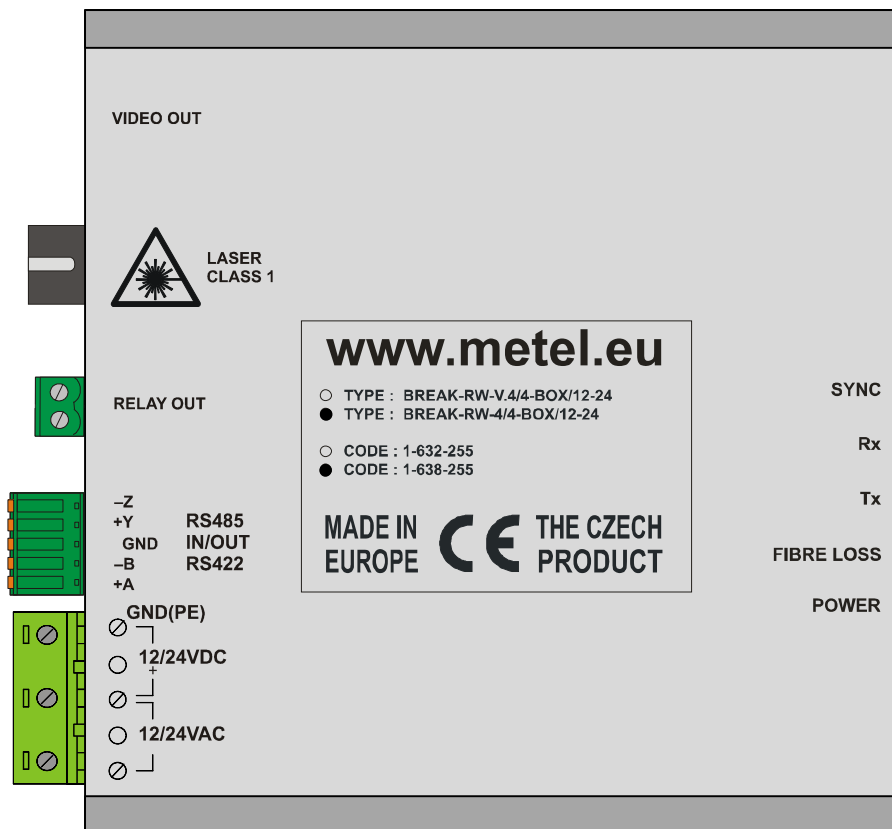 VIDEO OUT
LASER
CLASS 1
www.metel.eu
TYPE : BREAK-RW-V.4/4-BOX/12-24
TYPE : BREAK-RW-4/4-BOX/12-24
CODE : 1-632-255
CODE : 1-638-255
MADE IN
EUROPE
CE
THE CZECH
PRODUCT
RELAY OUT
–Z
+Y
GND
–B
+A
RS485
IN/OUT
RS422
GND(PE)
12/24VDC
+
12/24VAC
SYNC
Rx
Tx
FIBRE LOSS
POWER